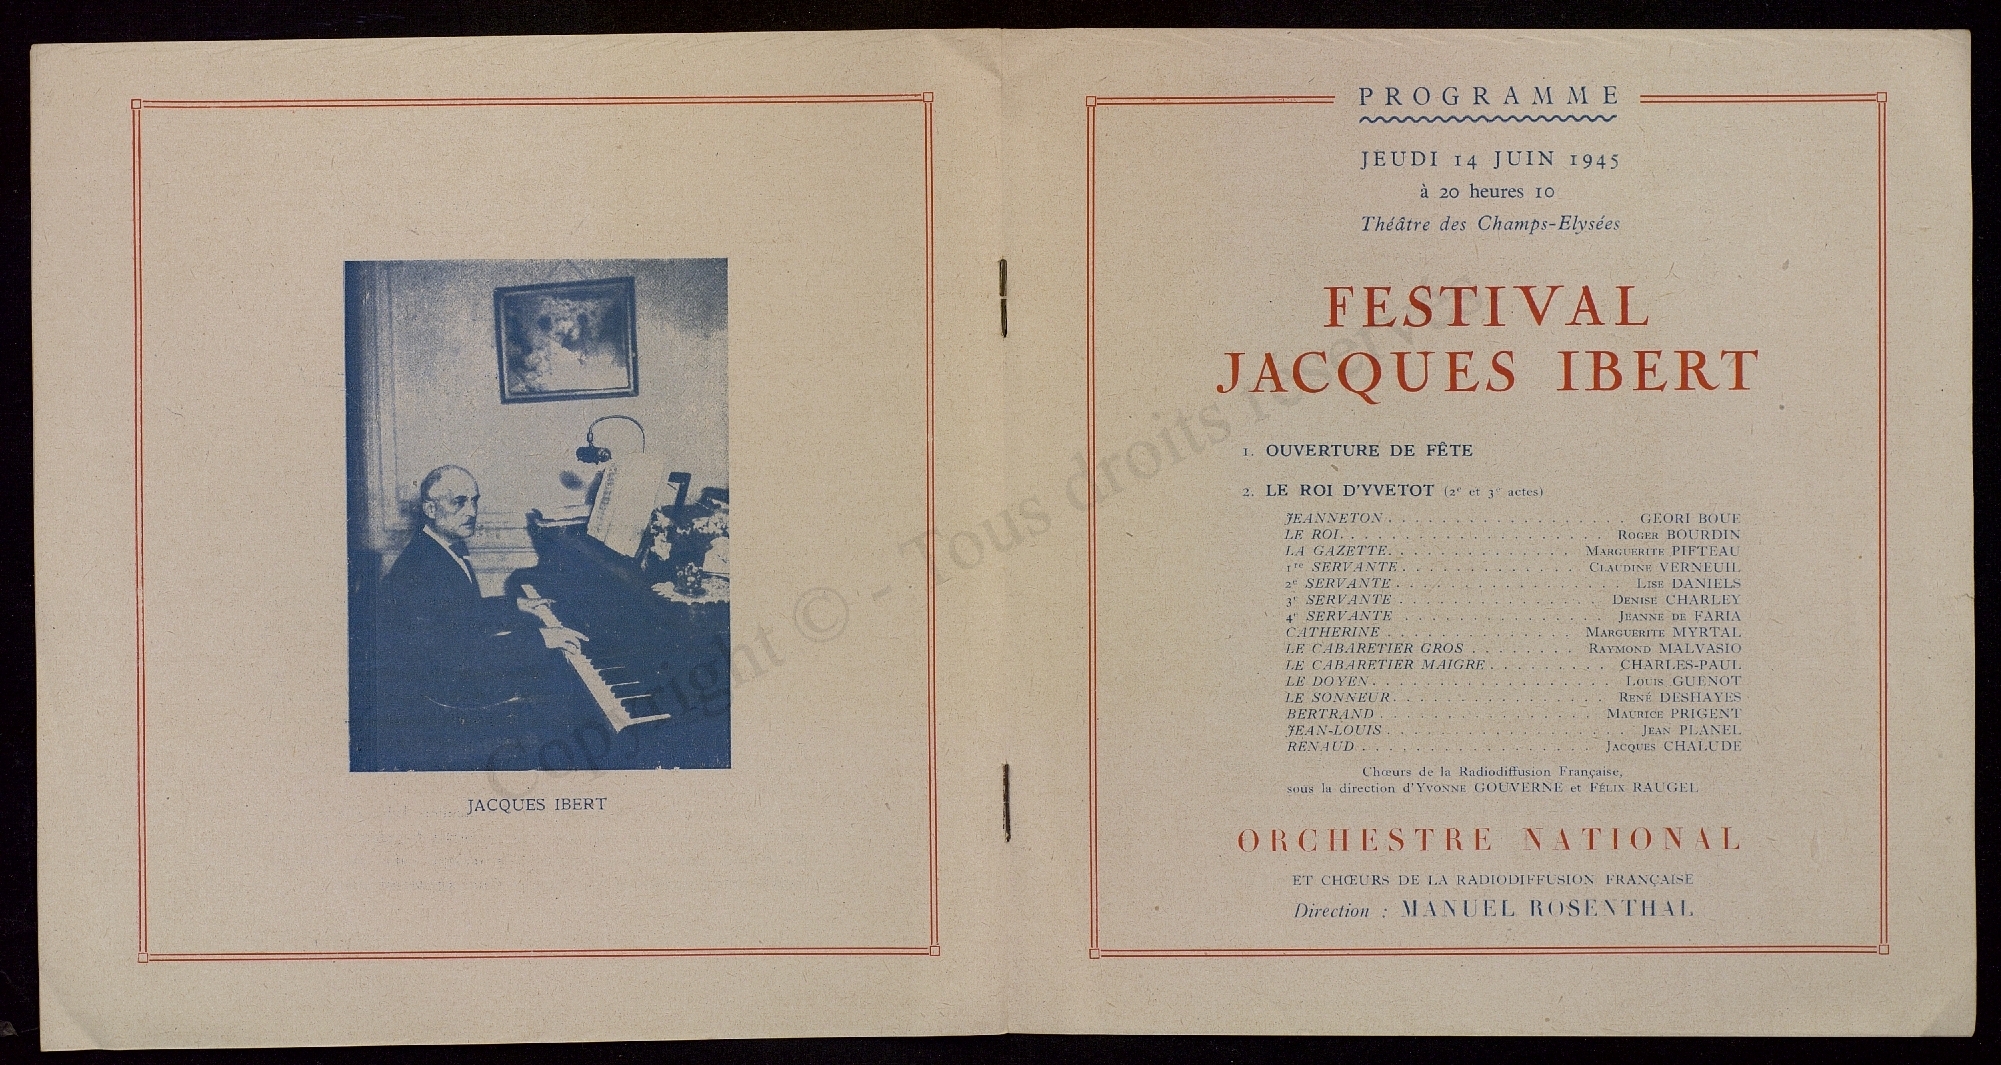 JACQUES IBERT
PROGRAMME
JEUDI 14 JUIN 1945
à 20 heures 10
Théâtre des Champs-Elysées
FESTIVAL
JACQUES IBERT
1. OUVERTURE DE FÊTE
2. LE ROI D'YVETOT (2e et 3e actes)
JEANNETON . . . . . . . . . . . . . . . . . . GEORI BOUE
LE ROI. . . . . . . . . . . . . . . . . . . . ROGER BOURDIN
LA GAZETTE. . . . . . . . . . . . . . MARGUERITE PIFTEAU
1re SERVANTE . . . . . . . . . . . . . . CLAUDINE VERNEUIL
2e SERVANTE . . . . . . . . . . . . . . . . . LISE DANIELS
3e SERVANTE . . . . . . . . . . . . . . . DENISE CHARLEY
4e SERVANTE . . . . . . . . . . . . . . . JEANNE DE FARIA
CATHERINE . . . . . . . . . . . . . . MARGUERITE MYRTAL
LE CABARETIER GROS . . . . . . . . RAYMOND MALVASIO
LE CABARETIER MAIGRE . . . . . . . . . CHARLES-PAUL
LE DOYEN . . . . . . . . . . . . . . . . . . LOUIS GUENOT
LE SONNEUR . . . . . . . . . . . . . . . . RENÉ DESHAYES
BERTRAND . . . . . . . . . . . . . . . . MAURICE PRIGENT
JEAN-LOUIS . . . . . . . . . . . . . . . . . . JEAN PLANEL
RENAUD . . . . . . . . . . . . . . . . . . JACQUES CHALUDE
Chœurs de la Radiodiffusion Française,
sous la direction d'YVONNE GOUVERNE et FÉLIX RAUGEL
ORCHESTRE NATIONAL
ET CHŒURS DE LA RADIODIFFUSION FRANÇAISE
Direction : MANUEL ROSENTHAL
Copyright © - Tous droits réservés